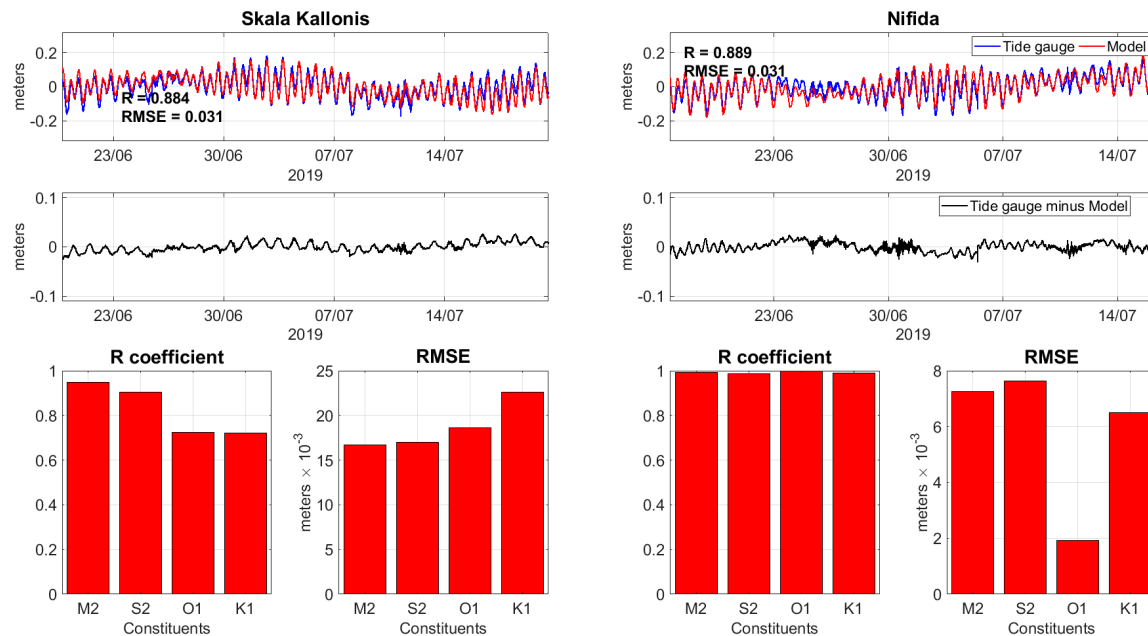 Skala Kallonis
meters
0.2
0
-0.2
R = 0.884
RMSE = 0.031
23/06
30/06
07/07
14/07
2019
meters
0.1
0
-0.1
23/06
30/06
07/07
14/07
2019
R coefficient
1
0.8
0.6
0.4
0.2
0
M2
S2
O1
K1
Constituents
RMSE
meters × 10-3
25
20
15
10
5
0
M2
S2
O1
K1
Constituents
Nifida
meters
0.2
0
-0.2
R = 0.889
RMSE = 0.031
Tide gauge
Model
23/06
30/06
07/07
14/07
2019
meters
0.1
0
-0.1
Tide gauge minus Model
23/06
30/06
07/07
14/07
2019
R coefficient
1
0.8
0.6
0.4
0.2
0
M2
S2
O1
K1
Constituents
RMSE
meters × 10-3
8
6
4
2
0
M2
S2
O1
K1
Constituents